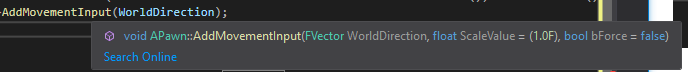 AddMovementInput(WorldDirection);
void APawn::AddMovementInput(FVector WorldDirection, float ScaleValue = (1.0F), bool bForce = false)
Search Online